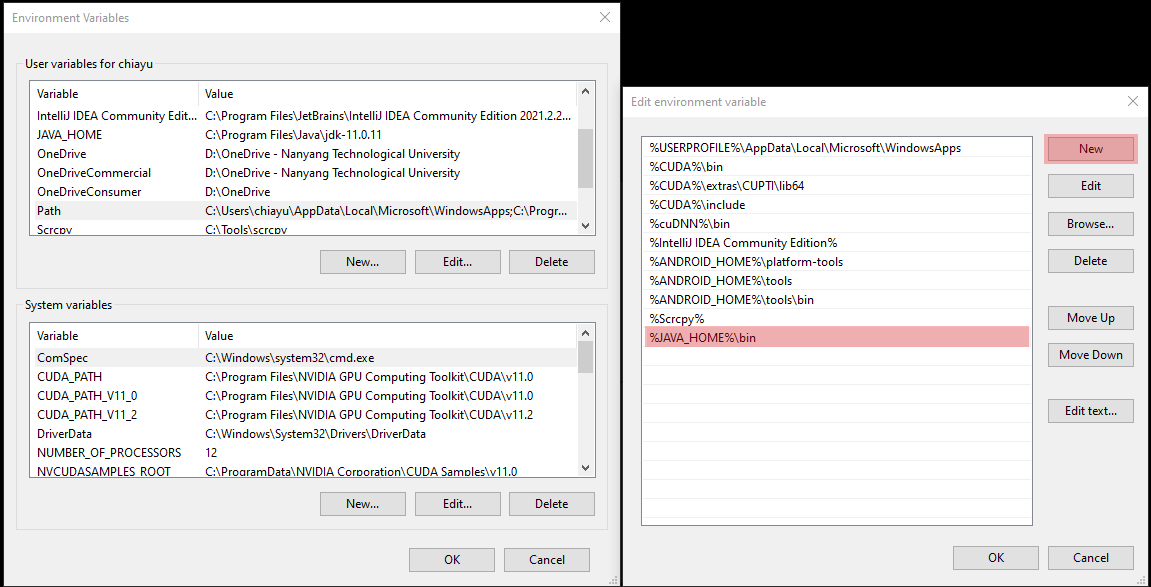 Environment Variables
User variables for chiayu
Variable Value
IntelliJ IDEA Community Edit... C:\Program Files\JetBrains\IntelliJ IDEA Community Edition 2021.2.2...
JAVA_HOME C:\Program Files\Java\jdk-11.0.11
OneDrive D:\OneDrive - Nanyang Technological University
OneDriveCommercial D:\OneDrive - Nanyang Technological University
OneDriveConsumer D:\OneDrive
Path C:\Users\chiayu\AppData\Local\Microsoft\WindowsApps;C:\Progr...
Scrcpy C:\Tools\scrcpy
New... Edit... Delete
System variables
Variable Value
ComSpec C:\Windows\system32\cmd.exe
CUDA_PATH C:\Program Files\NVIDIA GPU Computing Toolkit\CUDA\v11.0
CUDA_PATH_V11_0 C:\Program Files\NVIDIA GPU Computing Toolkit\CUDA\v11.0
CUDA_PATH_V11_2 C:\Program Files\NVIDIA GPU Computing Toolkit\CUDA\v11.2
DriverData C:\Windows\System32\Drivers\DriverData
NUMBER_OF_PROCESSORS 12
NVCUDASAMPLES_ROOT C:\ProgramData\NVIDIA Corporation\CUDA Samples\v11.0
New... Edit... Delete
OK Cancel
Edit environment variable
%USERPROFILE%\AppData\Local\Microsoft\WindowsApps
%CUDA%\bin
%CUDA%\extras\CUPTI\lib64
%CUDA%\include
%cuDNN%\bin
%IntelliJ IDEA Community Edition%
%ANDROID_HOME%\platform-tools
%ANDROID_HOME%\tools
%ANDROID_HOME%\tools\bin
%Scrcpy%
%JAVA_HOME%\bin
New
Edit
Browse...
Delete
Move Up
Move Down
Edit text...
OK Cancel